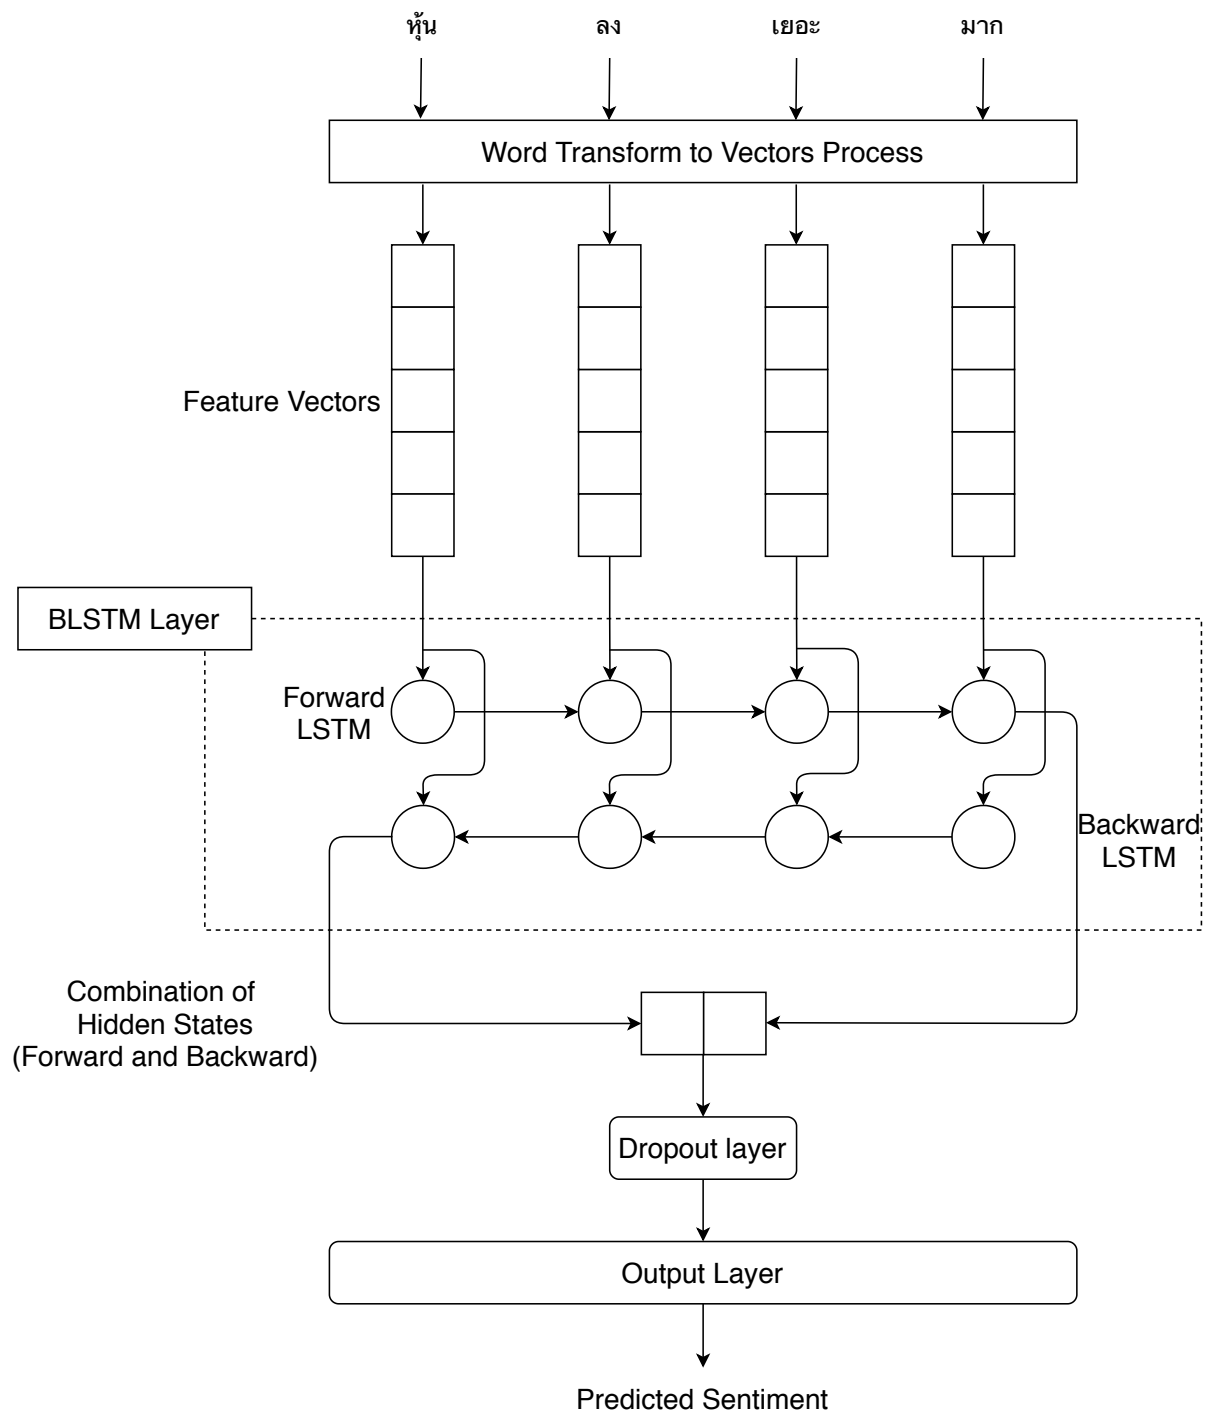 หุ้น ลง เยอะ มาก
Word Transform to Vectors Process
Feature Vectors
BLSTM Layer
Forward
LSTM
Backward
LSTM
Combination of
Hidden States
(Forward and Backward)
Dropout layer
Output Layer
Predicted Sentiment